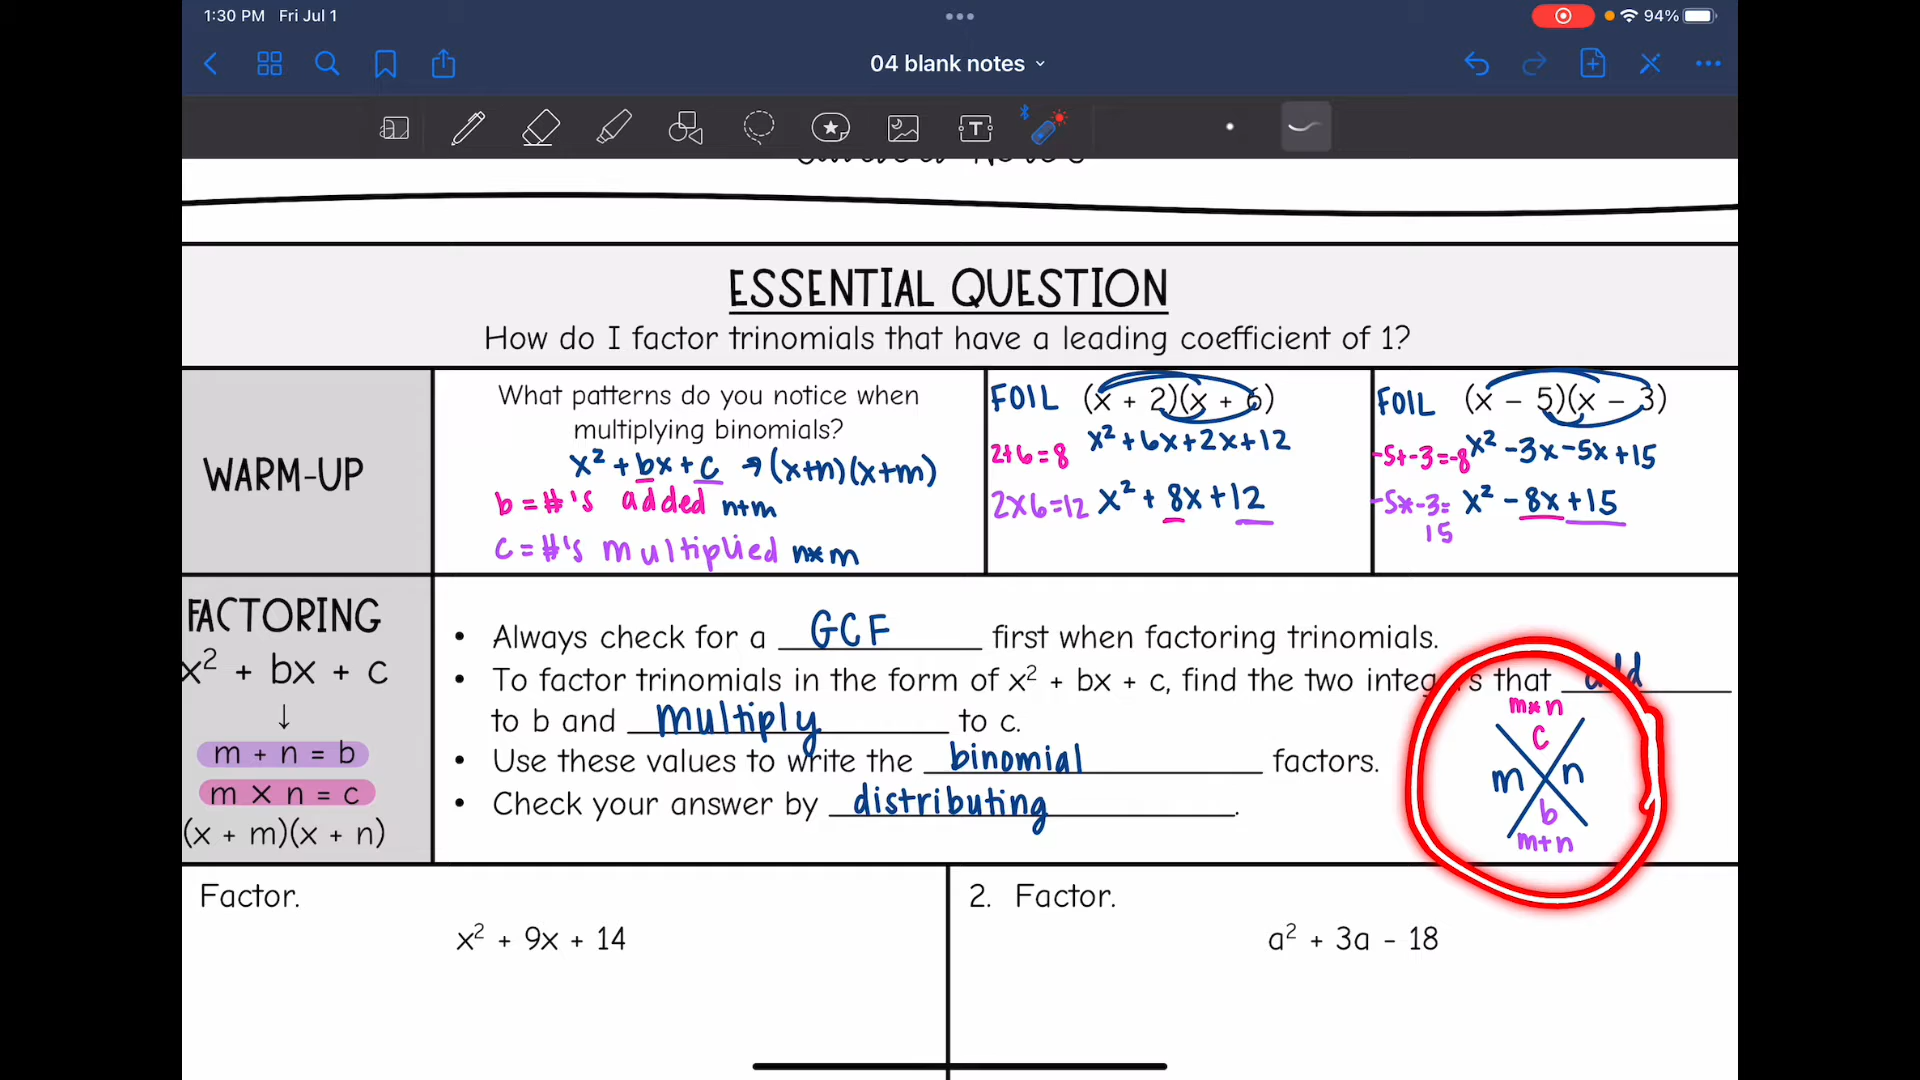 1:30 PM Fri Jul 1
94%
04 blank notes
ESSENTIAL QUESTION
How do I factor trinomials that have a leading coefficient of 1?
WARM-UP
What patterns do you notice when
multiplying binomials?
x² + bx + c → (x+n)(x+m)
b = #'s added n+m
c = #'s multiplied n*m
FOIL (x + 2)(x + 6)
x² + 6x + 2x + 12
2+6=8
2x6=12 x² + 8x + 12
FOIL (x – 5)(x – 3)
-5+-3=-8 x² - 3x - 5x + 15
-5*-3= x² - 8x + 15
15
FACTORING
x² + bx + c
↓
m + n = b
m x n = c
(x + m)(x + n)
• Always check for a GCF first when factoring trinomials.
• To factor trinomials in the form of x² + bx + c, find the two integers that add
to b and multiply to c.
• Use these values to write the binomial factors.
• Check your answer by distributing.
m*n
c
m n
b
m+n
Factor.
x² + 9x + 14
2. Factor.
a² + 3a - 18